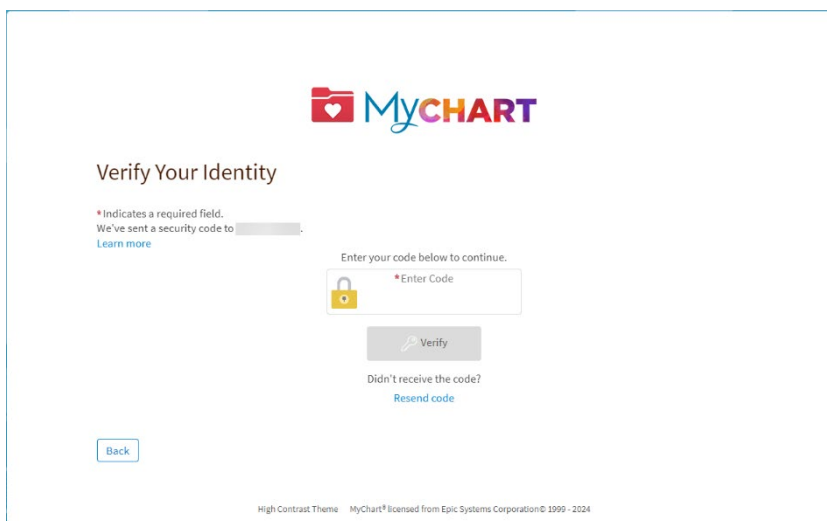 MyCHART
Verify Your Identity
*Indicates a required field.
We've sent a security code to .
Learn more
Enter your code below to continue.
*Enter Code
Verify
Didn't receive the code?
Resend code
Back
High Contrast Theme MyChart® licensed from Epic Systems Corporation© 1999 - 2024